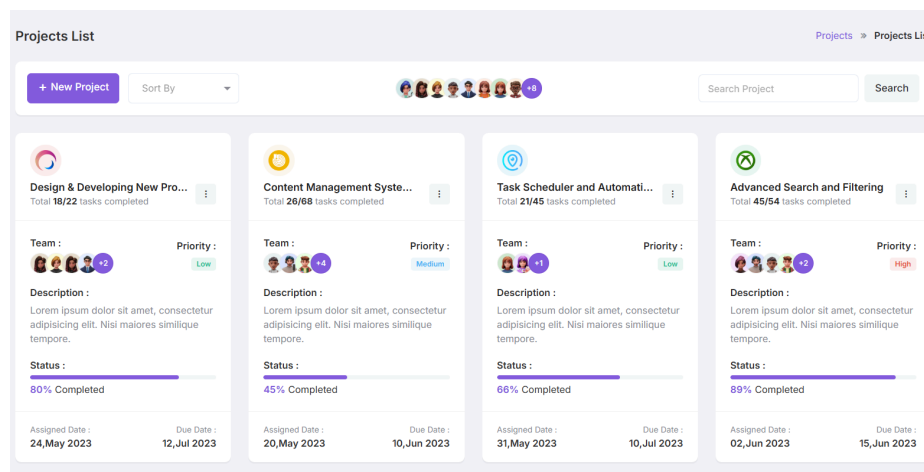 Projects List
Projects » Projects Lis
+ New Project
Sort By
+8
Search Project
Search
Design & Developing New Pro...
Total 18/22 tasks completed
Team :
Priority :
+2
Low
Description :
Lorem ipsum dolor sit amet, consectetur
adipisicing elit. Nisi maiores similique
tempore.
Status :
80% Completed
Assigned Date :
Due Date :
24,May 2023
12,Jul 2023
Content Management Syste...
Total 26/68 tasks completed
Team :
Priority :
+4
Medium
Description :
Lorem ipsum dolor sit amet, consectetur
adipisicing elit. Nisi maiores similique
tempore.
Status :
45% Completed
Assigned Date :
Due Date :
20,May 2023
10,Jun 2023
Task Scheduler and Automati...
Total 21/45 tasks completed
Team :
Priority :
+1
Low
Description :
Lorem ipsum dolor sit amet, consectetur
adipisicing elit. Nisi maiores similique
tempore.
Status :
66% Completed
Assigned Date :
Due Date :
31,May 2023
10,Jul 2023
Advanced Search and Filtering
Total 45/54 tasks completed
Team :
Priority :
+2
High
Description :
Lorem ipsum dolor sit amet, consectetur
adipisicing elit. Nisi maiores similique
tempore.
Status :
89% Completed
Assigned Date :
Due Date :
02,Jun 2023
15,Jun 2023